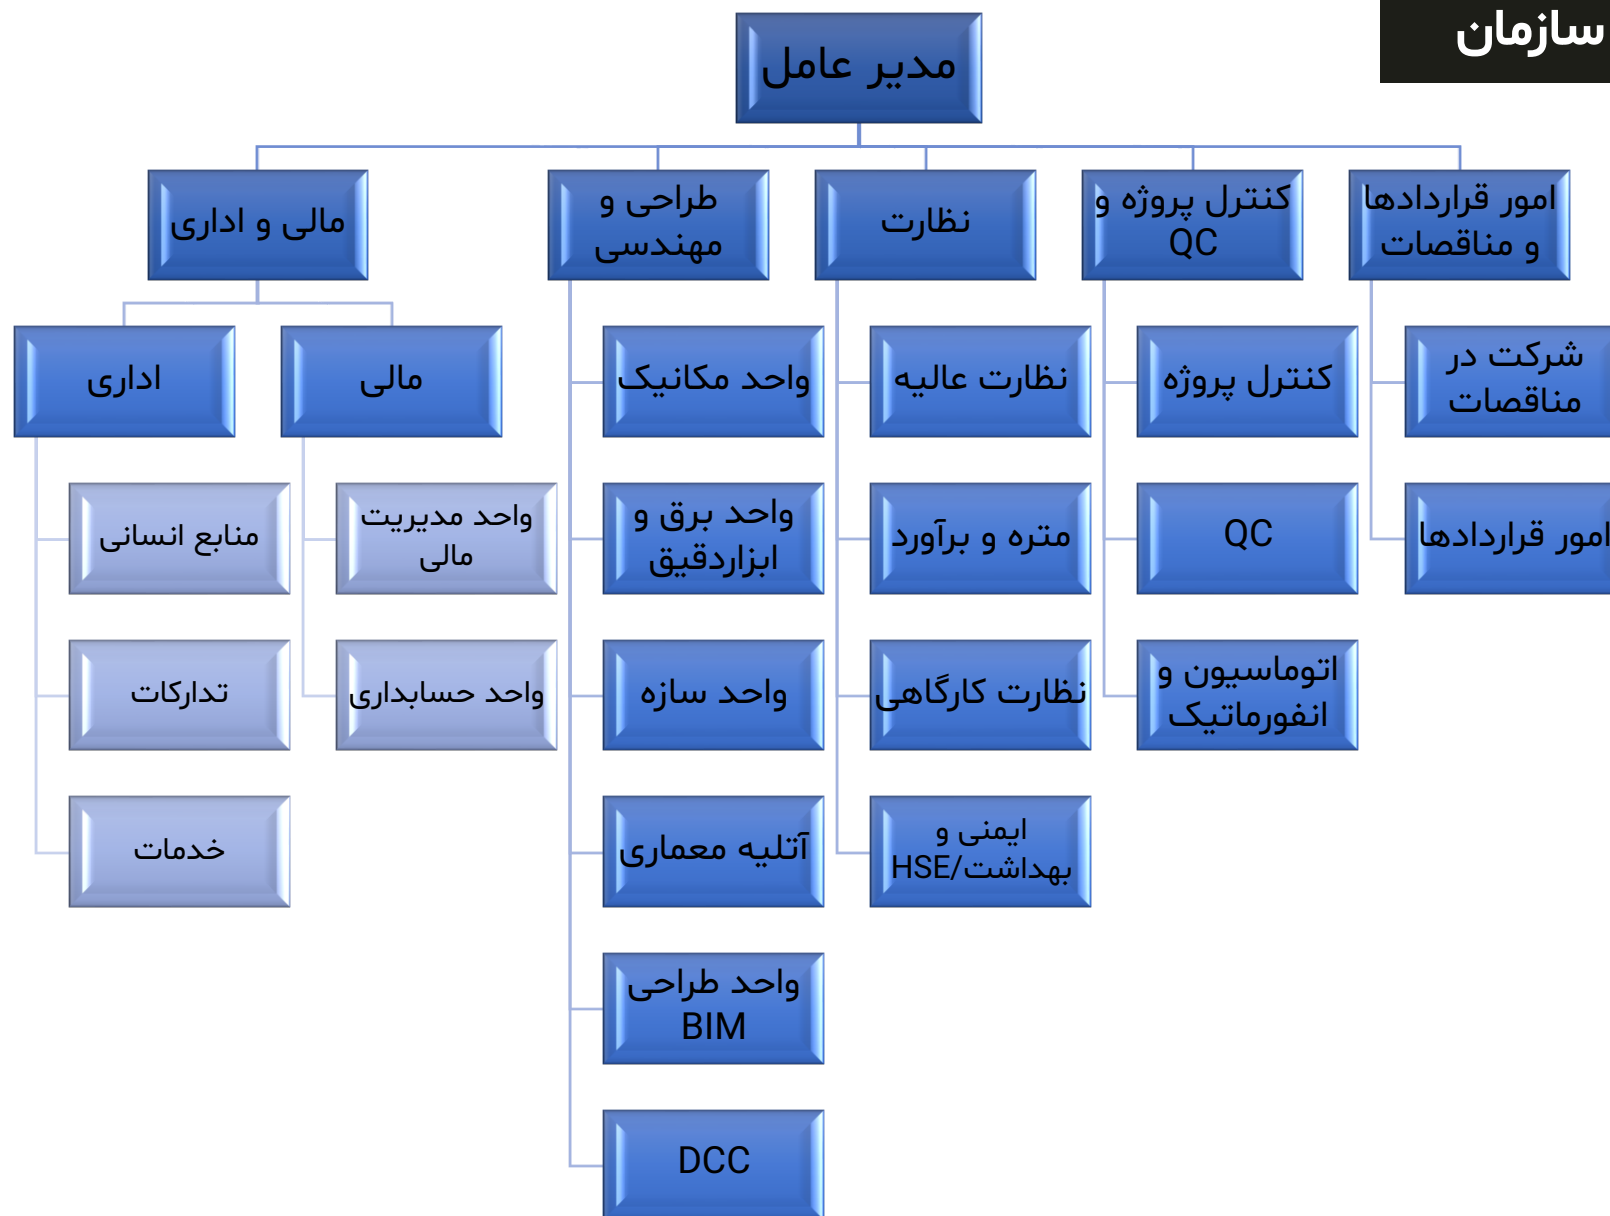 سازمان
مدیر عامل
امور قراردادها
و مناقصات
کنترل پروژه و
QC
نظارت
طراحی و
مهندسی
مالی و اداری
شرکت در
مناقصات
کنترل پروژه
نظارت عالیه
واحد مکانیک
مالی
اداری
امور قراردادها
QC
متره و برآورد
واحد برق و
ابزاردقیق
واحد مدیریت
مالی
منابع انسانی
اتوماسیون و
انفورماتیک
نظارت کارگاهی
واحد سازه
واحد حسابداری
تدارکات
ایمنی و
بهداشت/HSE
آتلیه معماری
خدمات
واحد طراحی
BIM
DCC